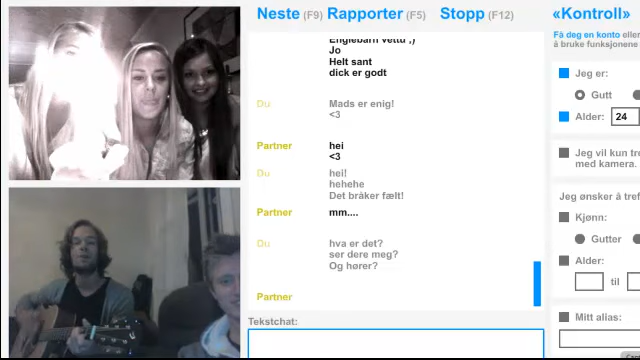 Neste (F9) Rapporter (F5) Stopp (F12)
Englebarn vettu ;)
Jo
Helt sant
dick er godt
Du Mads er enig!
<3
Partner hei
<3
Du hei!
hehehe
Det bråker fælt!
Partner mm....
Du hva er det?
ser dere meg?
Og hører?
Partner
Tekstchat:
«Kontroll»
Få deg en konto eller
å bruke funksjonene
Jeg er:
Gutt
Alder: 24
Jeg vil kun
med kamera.
Jeg ønsker å
Kjønn:
Gutter
Alder:
til
Mitt alias: